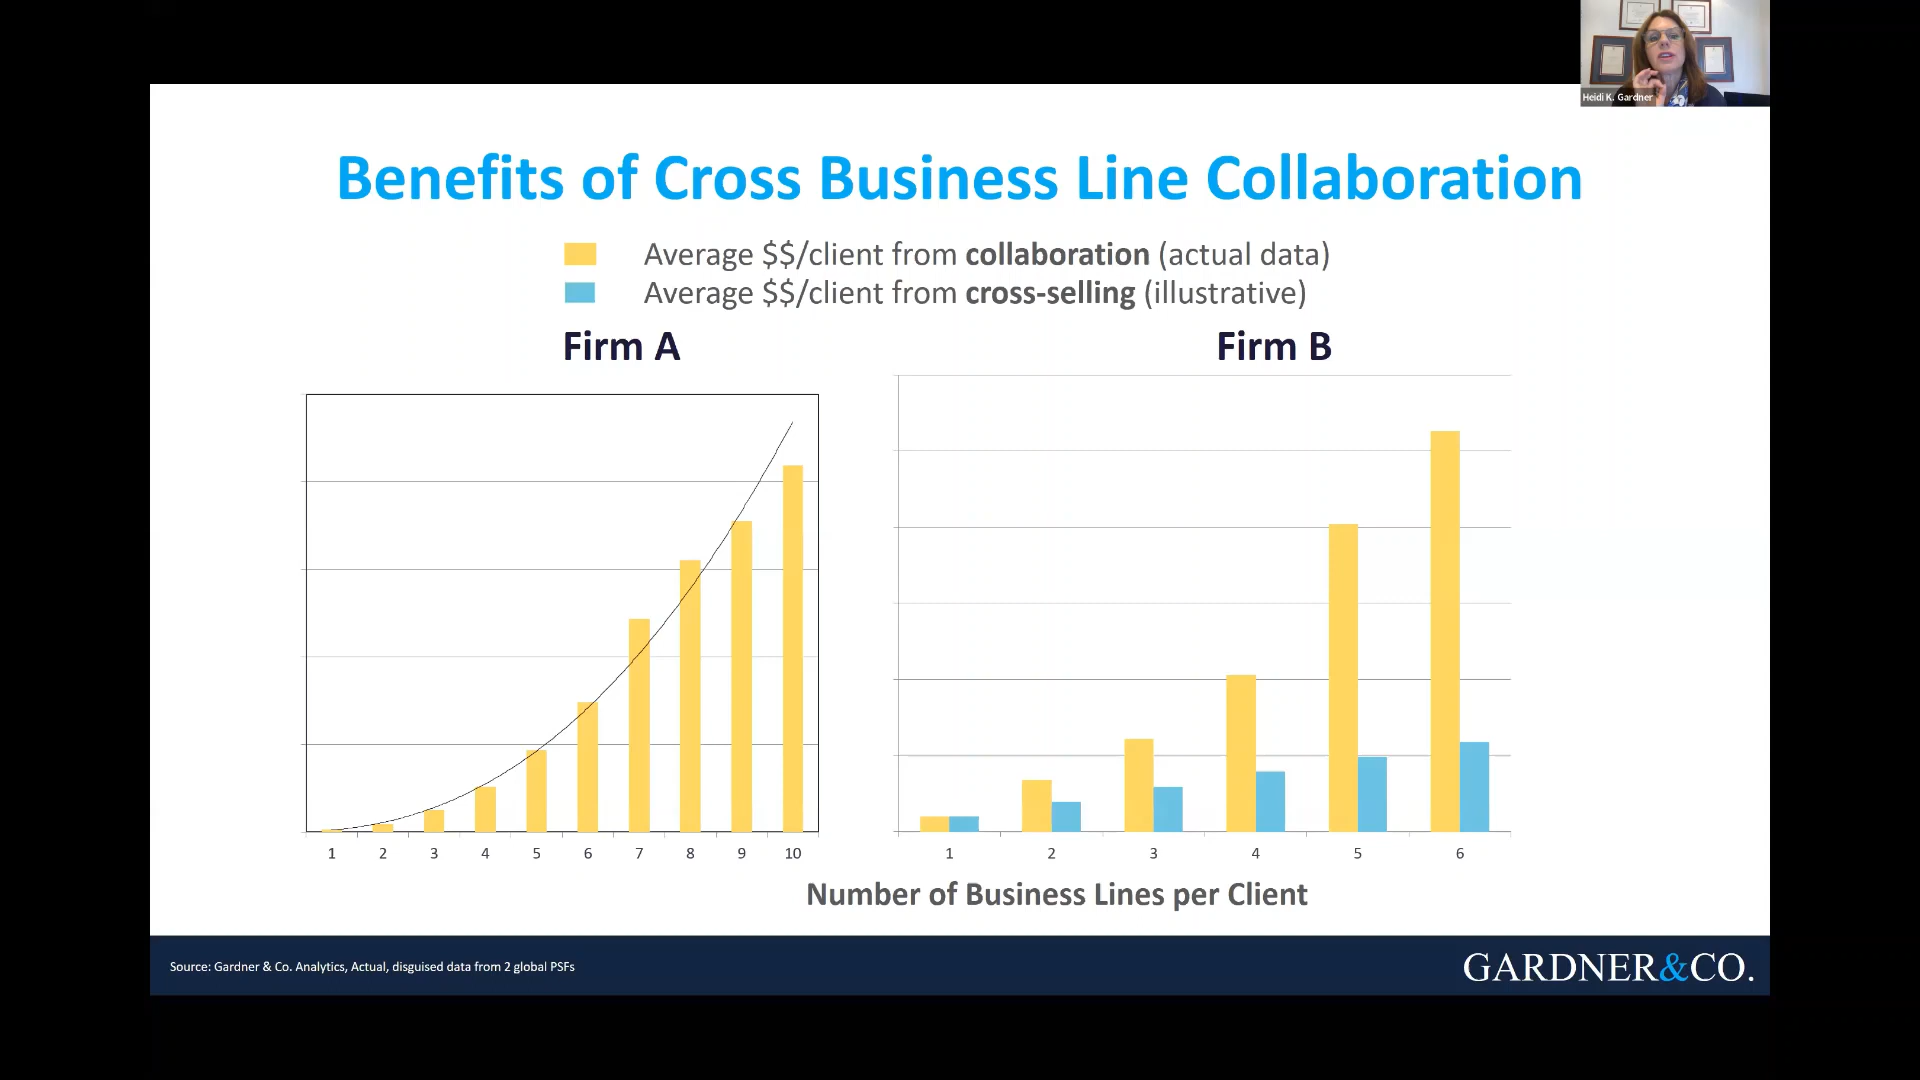 Heidi K. Gardner
Benefits of Cross Business Line Collaboration
Average $$/client from collaboration (actual data)
Average $$/client from cross-selling (illustrative)
Firm A
Firm B
1 2 3 4 5 6 7 8 9 10
1 2 3 4 5 6
Number of Business Lines per Client
Source: Gardner & Co. Analytics, Actual, disguised data from 2 global PSFs
GARDNER&CO.